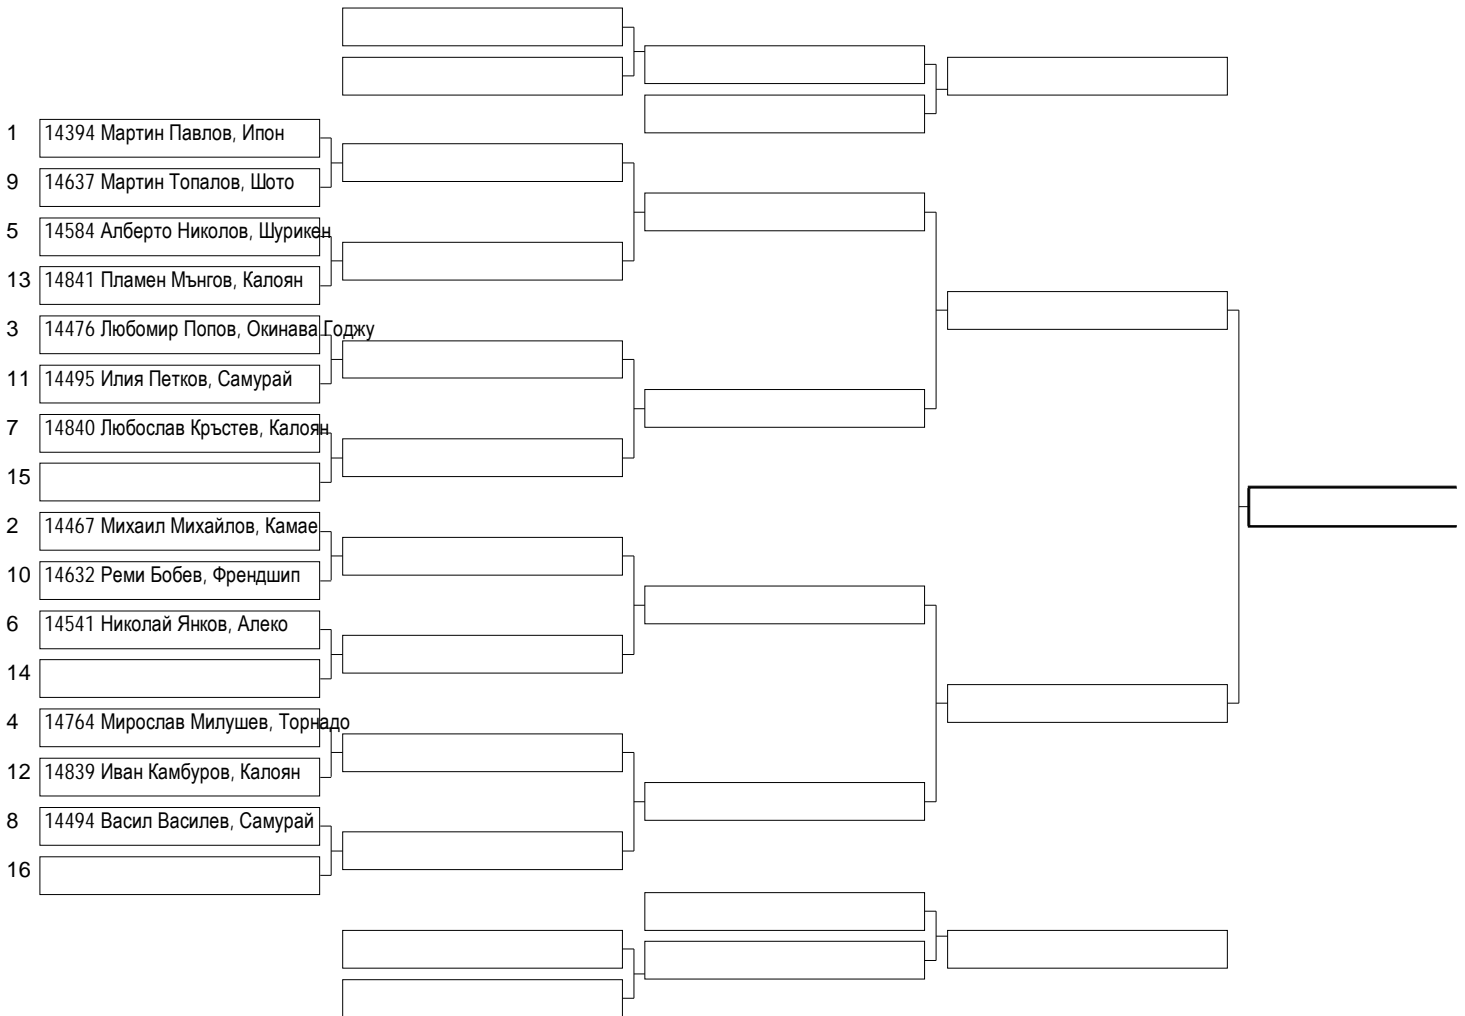 1 14394 Мартин Павлов, Ипон
9 14637 Мартин Топалов, Шото
5 14584 Алберто Николов, Шурикен
13 14841 Пламен Мънгов, Калоян
3 14476 Любомир Попов, Окинава Годжу
11 14495 Илия Петков, Самурай
7 14840 Любослав Кръстев, Калоян
15
2 14467 Михаил Михайлов, Камае
10 14632 Реми Бобев, Френдшип
6 14541 Николай Янков, Алеко
14
4 14764 Мирослав Милушев, Торнадо
12 14839 Иван Камбуров, Калоян
8 14494 Васил Василев, Самурай
16